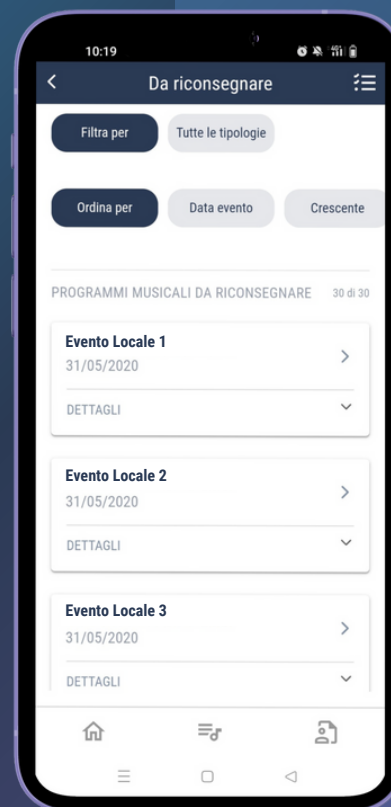 10:19
Da riconsegnare
Filtra per Tutte le tipologie
Ordina per Data evento Crescente
PROGRAMMI MUSICALI DA RICONSEGNARE 30 di 30
Evento Locale 1
31/05/2020
DETTAGLI
Evento Locale 2
31/05/2020
DETTAGLI
Evento Locale 3
31/05/2020
DETTAGLI